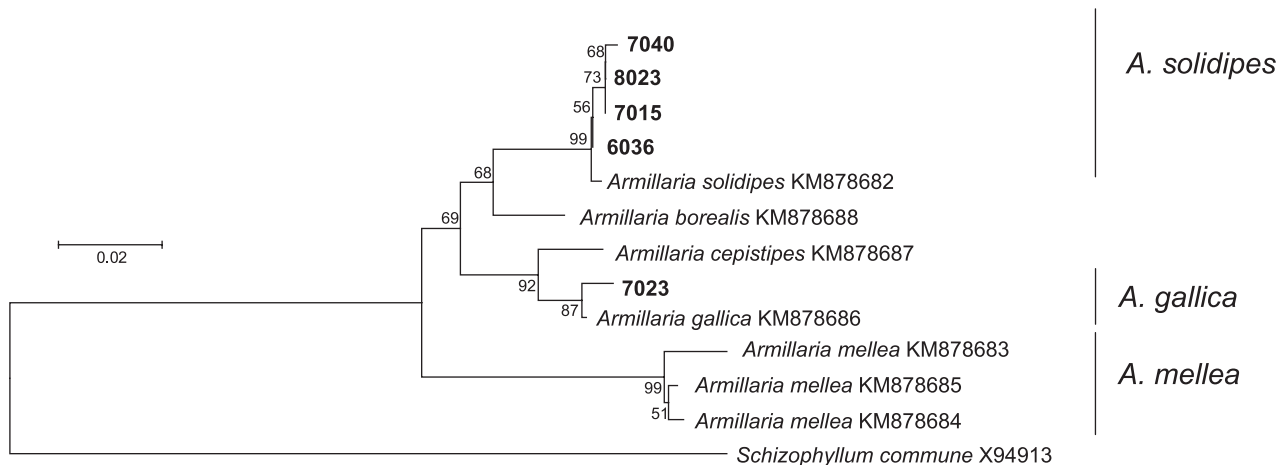 7040
A. solidipes
68
8023
73
7015
56
6036
99
Armillaria solidipes KM878682
68
Armillaria borealis KM878688
69
Armillaria cepistipes KM878687
0.02
92
7023
A. gallica
87
Armillaria gallica KM878686
Armillaria mellea KM878683
A. mellea
99
Armillaria mellea KM878685
51
Armillaria mellea KM878684
Schizophyllum commune X94913